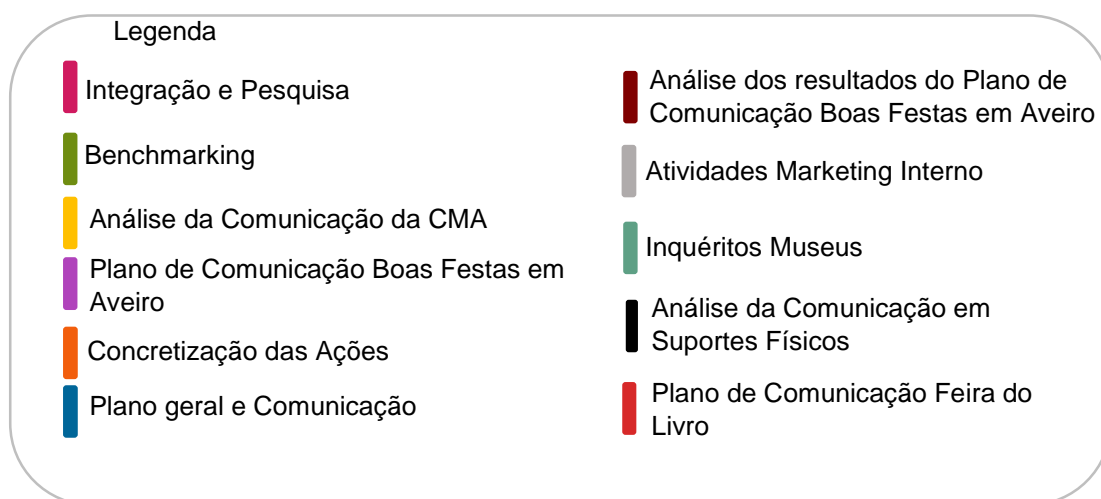 Legenda
Integração e Pesquisa
Benchmarking
Análise da Comunicação da CMA
Plano de Comunicação Boas Festas em
Aveiro
Concretização das Ações
Plano geral e Comunicação
Análise dos resultados do Plano de
Comunicação Boas Festas em Aveiro
Atividades Marketing Interno
Inquéritos Museus
Análise da Comunicação em
Suportes Físicos
Plano de Comunicação Feira do
Livro